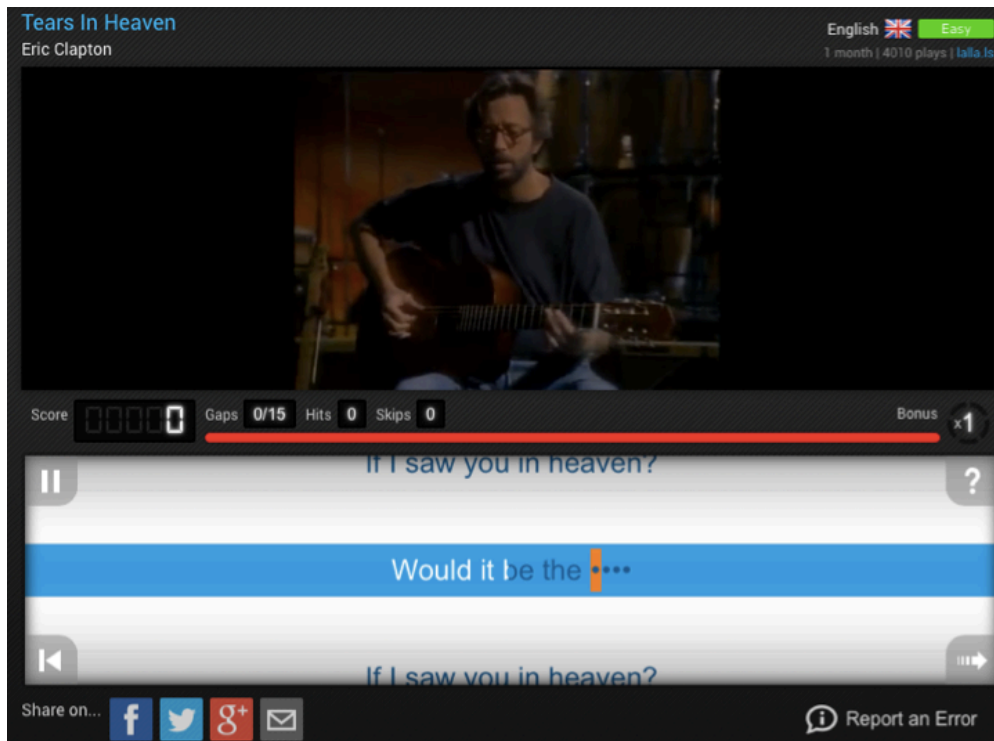 Tears In Heaven
Eric Clapton
English Easy
1 month | 4010 plays | lalla.ls
Score 0 Gaps 0/15 Hits 0 Skips 0 Bonus x1
If I saw you in heaven?
?
Would it be the ••••
If I saw you in heaven?
Share on... f g+ Report an Error